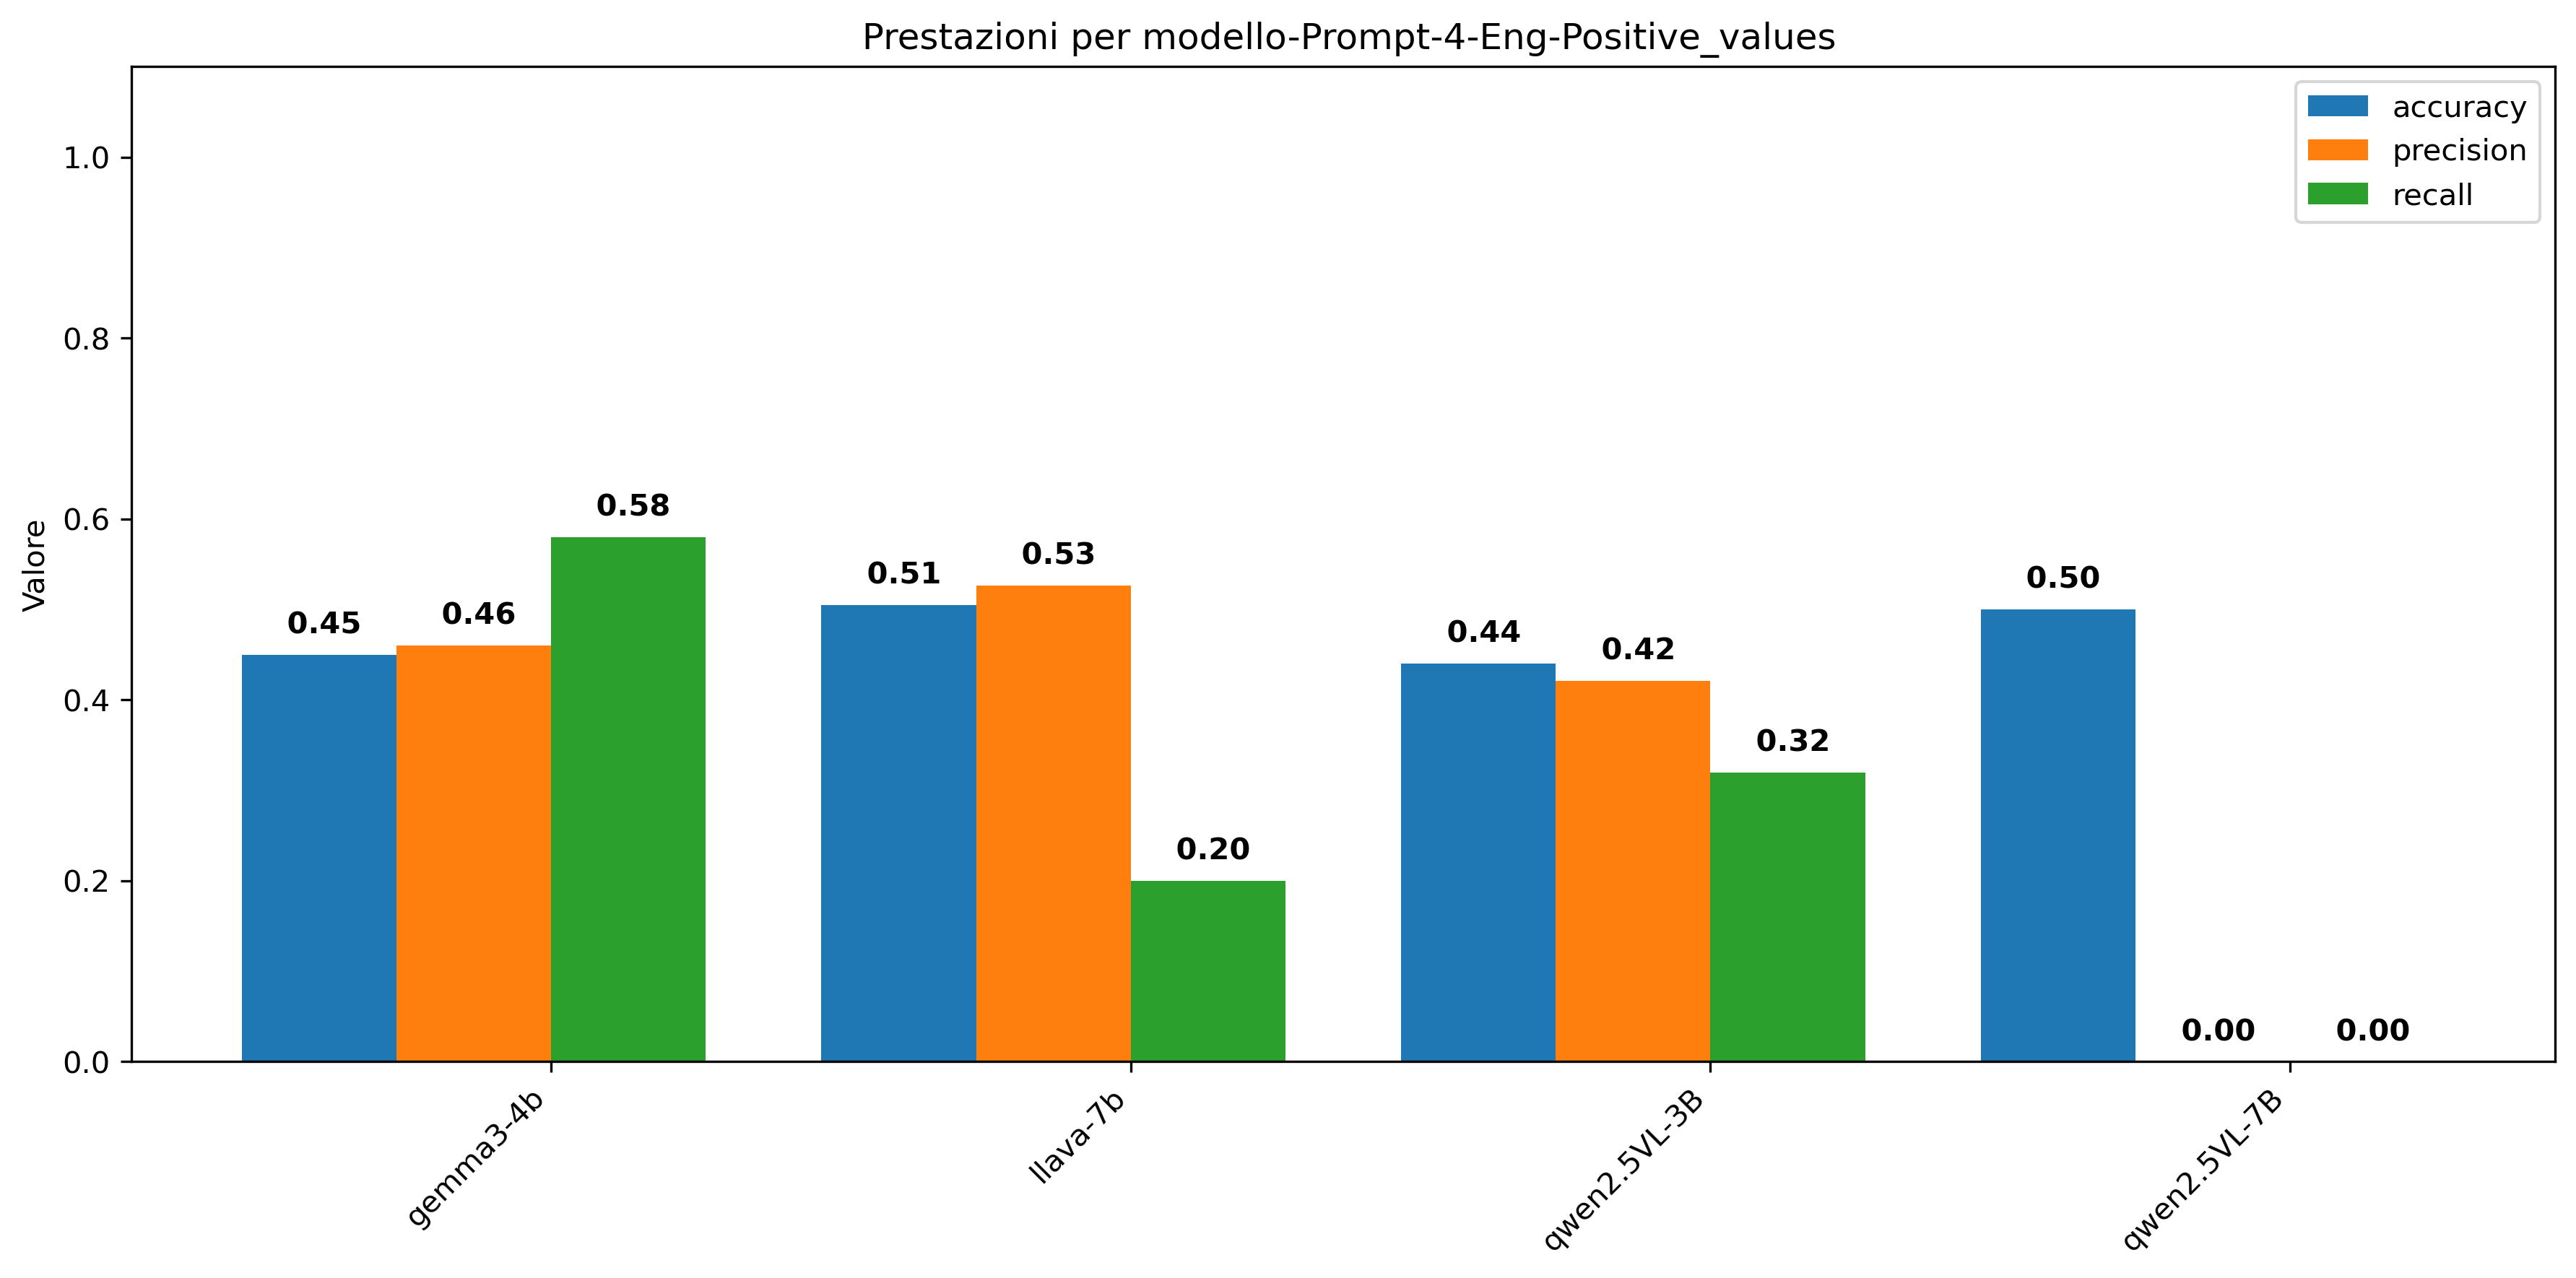 Prestazioni per modello-Prompt-4-Eng-Positive_values
accuracy
precision
recall
Valore
1.0
0.8
0.6
0.4
0.2
0.0
0.45
0.46
0.58
0.51
0.53
0.20
0.44
0.42
0.32
0.50
0.00
0.00
gemma3-4b
llava-7b
qwen2.5VL-3B
qwen2.5VL-7B